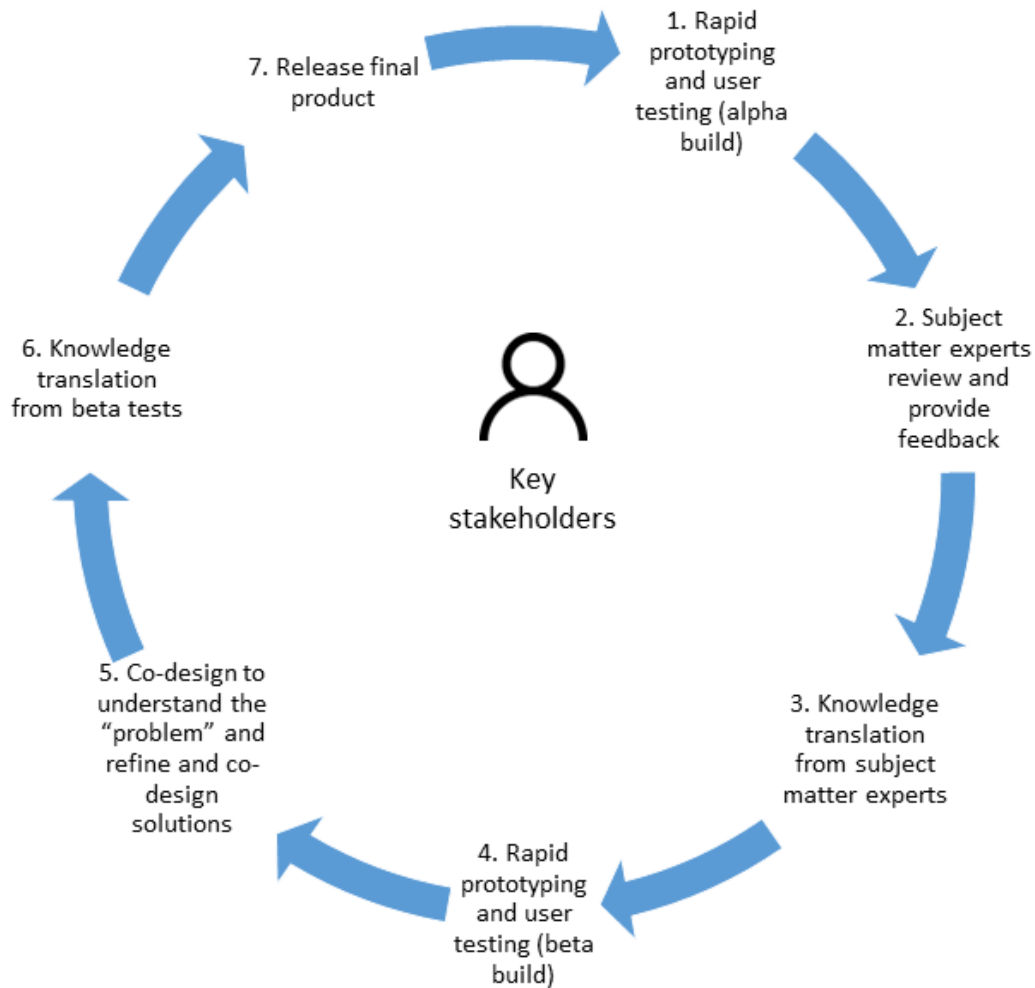 1. Rapid
prototyping
and user
testing (alpha
build)
2. Subject
matter experts
review and
provide
feedback
3. Knowledge
translation
from subject
matter experts
4. Rapid
prototyping
and user
testing (beta
build)
5. Co-design to
understand the
“problem” and
refine and co-
design
solutions
6. Knowledge
translation
from beta tests
7. Release final
product
Key
stakeholders